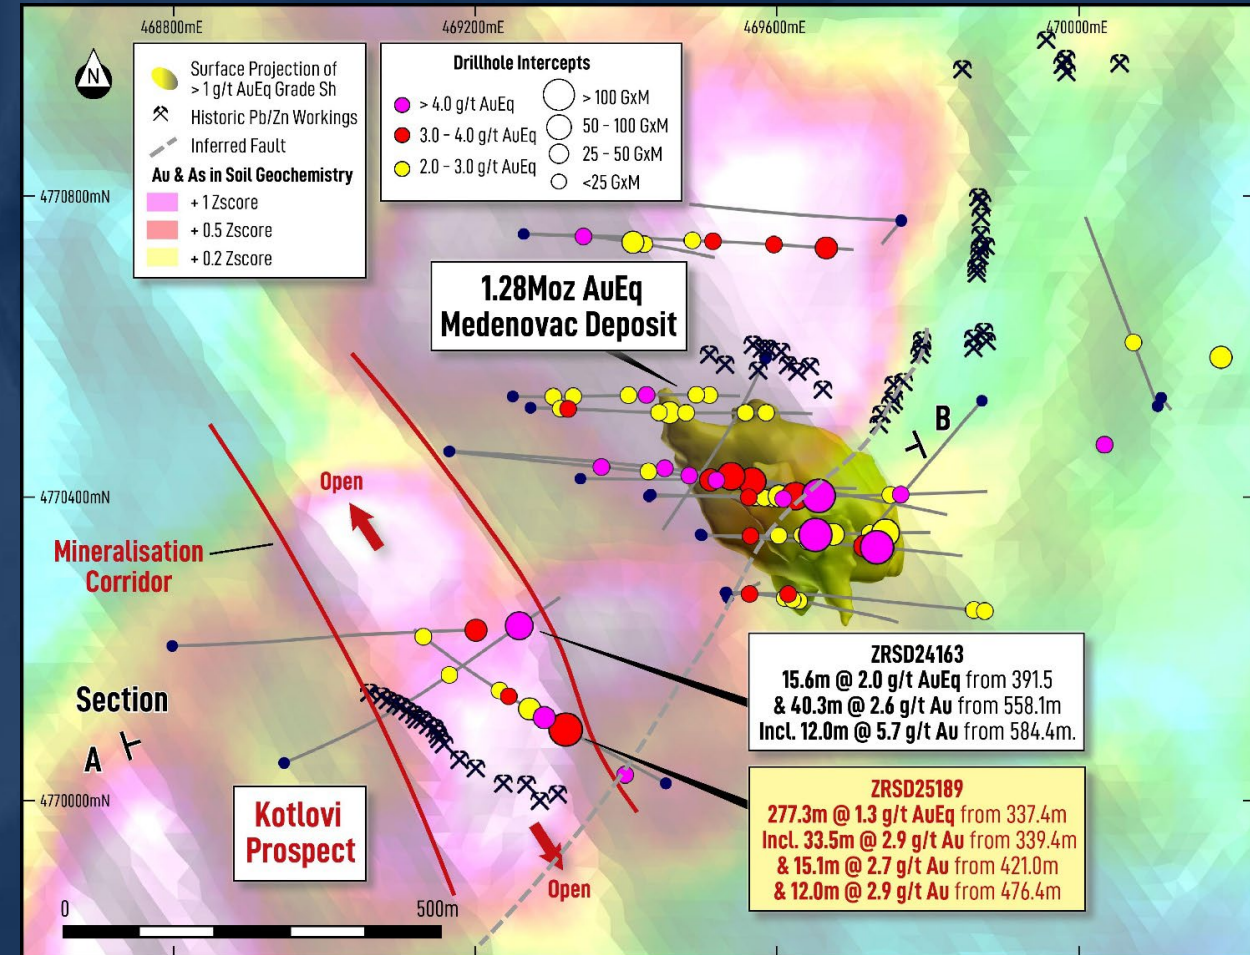 468800mE
469200mE
469600mE
470000mE
N
Surface Projection of
> 1 g/t AuEq Grade Sh
Historic Pb/Zn Workings
Inferred Fault
Au & As in Soil Geochemistry
+ 1 Zscore
+ 0.5 Zscore
+ 0.2 Zscore
Drillhole Intercepts
> 4.0 g/t AuEq
3.0 - 4.0 g/t AuEq
2.0 - 3.0 g/t AuEq
> 100 GxM
50 - 100 GxM
25 - 50 GxM
<25 GxM
4770800mN
1.28Moz AuEq
Medenovac Deposit
B
4770400mN
Open
Mineralisation
Corridor
ZRSD24163
15.6m @ 2.0 g/t AuEq from 391.5
& 40.3m @ 2.6 g/t Au from 558.1m
Incl. 12.0m @ 5.7 g/t Au from 584.4m.
Section
A
ZRSD25189
277.3m @ 1.3 g/t AuEq from 337.4m
Incl. 33.5m @ 2.9 g/t Au from 339.4m
& 15.1m @ 2.7 g/t Au from 421.0m
& 12.0m @ 2.9 g/t Au from 476.4m
4770000mN
Kotlovi
Prospect
Open
0
500m